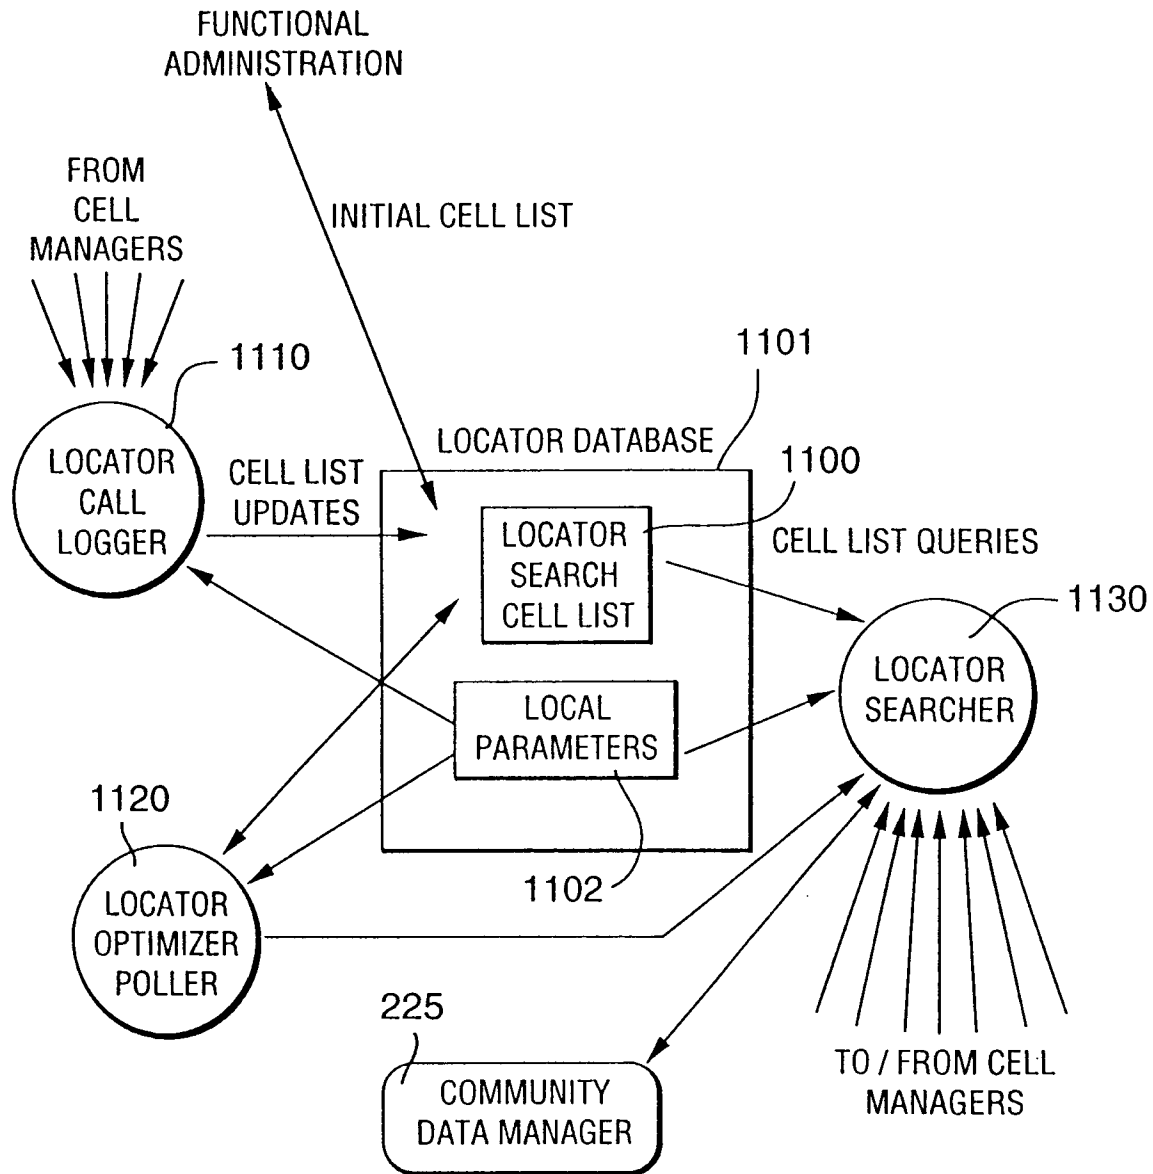 FUNCTIONAL
ADMINISTRATION
FROM
CELL
MANAGERS
INITIAL CELL LIST
1110
1101
LOCATOR DATABASE
1100
LOCATOR
CALL
LOGGER
CELL LIST
UPDATES
LOCATOR
SEARCH
CELL LIST
CELL LIST QUERIES
1130
LOCATOR
SEARCHER
LOCAL
PARAMETERS
1120
1102
LOCATOR
OPTIMIZER
POLLER
225
COMMUNITY
DATA MANAGER
TO / FROM CELL
MANAGERS